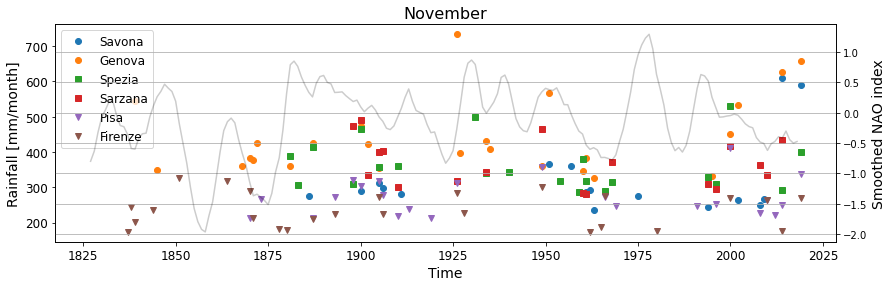 November
Rainfall [mm/month]
700
600
500
400
300
200
Savona
Genova
Spezia
Sarzana
Pisa
Firenze
1.0
0.5
0.0
−0.5
−1.0
−1.5
−2.0
Smoothed NAO index
1825 1850 1875 1900 1925 1950 1975 2000 2025
Time